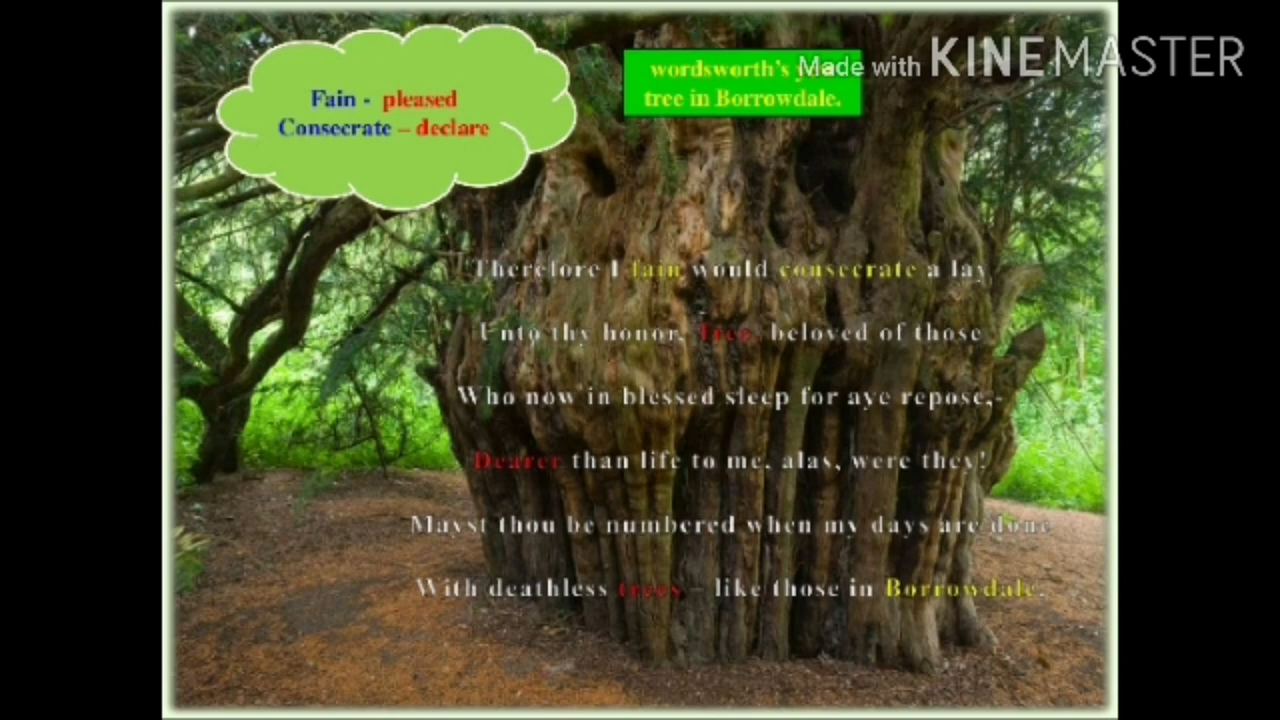 Made with KINEMASTER
Fain - pleased
Consecrate – declare
wordsworth's
tree in Borrowdale.
Therefore I fain would consecrate a lay
Unto thy honor, Tree, beloved of those
Who now in blessed sleep for aye repose,-
Dearer than life to me, alas, were they!
Mayst thou be numbered when my days are done
With deathless trees – like those in Borrowdale.